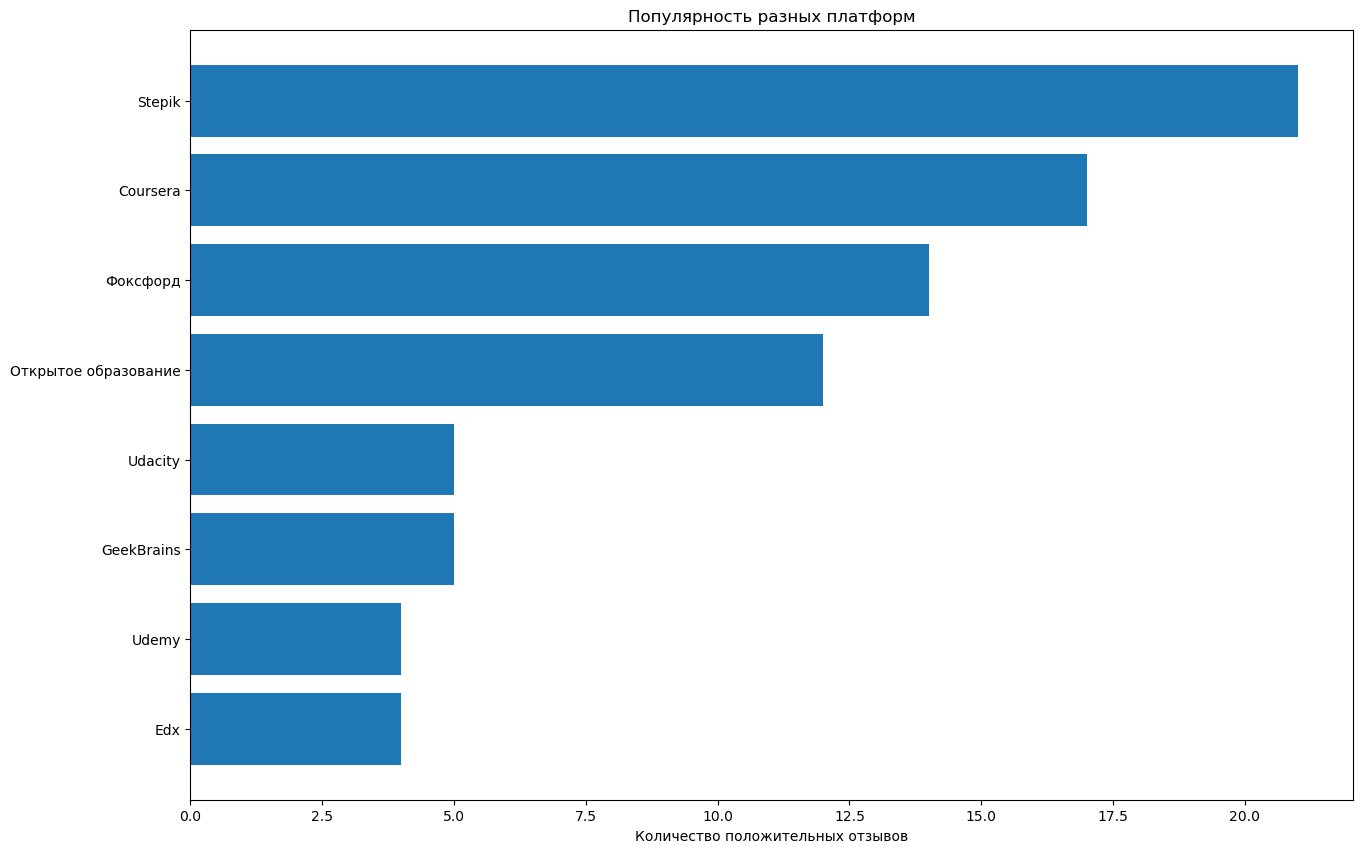 Популярность разных платформ
Stepik
Coursera
Фоксфорд
Открытое образование
Udacity
GeekBrains
Udemy
Edx
0.0 2.5 5.0 7.5 10.0 12.5 15.0 17.5 20.0
Количество положительных отзывов